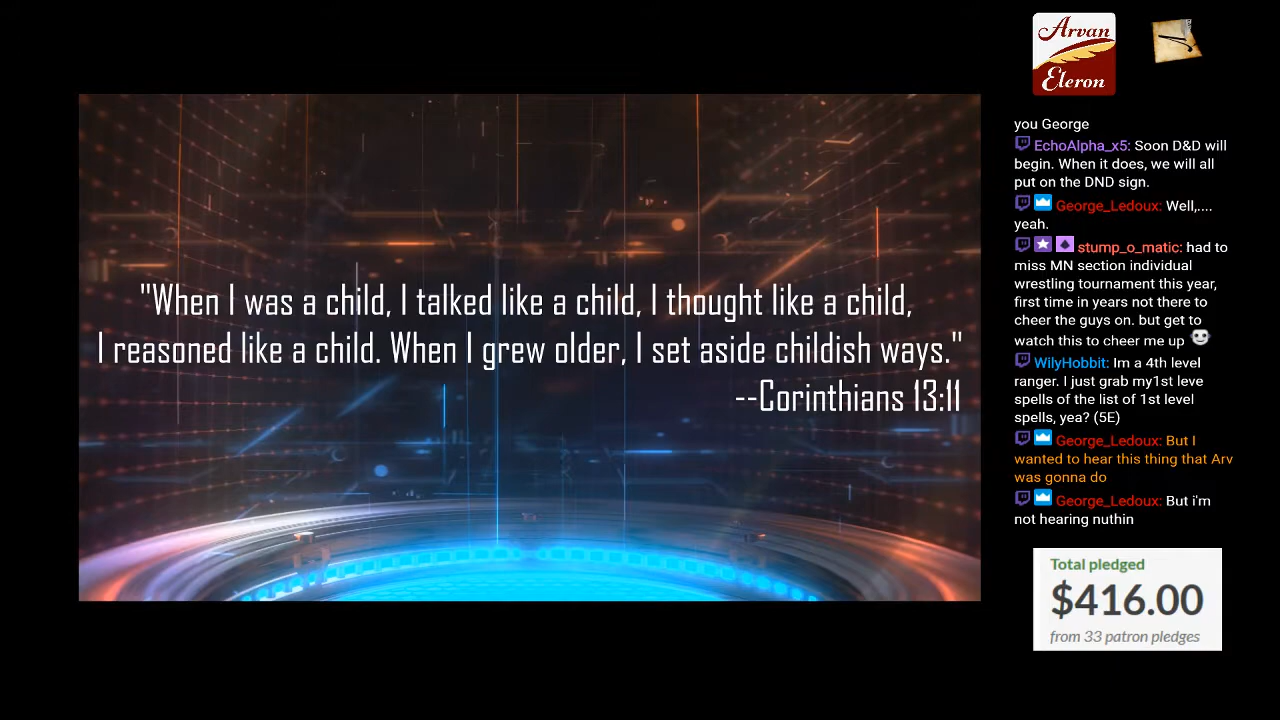 "When I was a child, I talked like a child, I thought like a child,
I reasoned like a child. When I grew older, I set aside childish ways."
--Corinthians 13:11
Arvan
Eleron
you George
EchoAlpha_x5: Soon D&D will
begin. When it does, we will all
put on the DND sign.
George_Ledoux: Well,....
yeah.
stump_o_matic: had to
miss MN section individual
wrestling tournament this year,
first time in years not there to
cheer the guys on. but get to
watch this to cheer me up
WilyHobbit: Im a 4th level
ranger. I just grab my1st leve
spells of the list of 1st level
spells, yea? (5E)
George_Ledoux: But I
wanted to hear this thing that Arv
was gonna do
George_Ledoux: But i'm
not hearing nuthin
Total pledged
$416.00
from 33 patron pledges